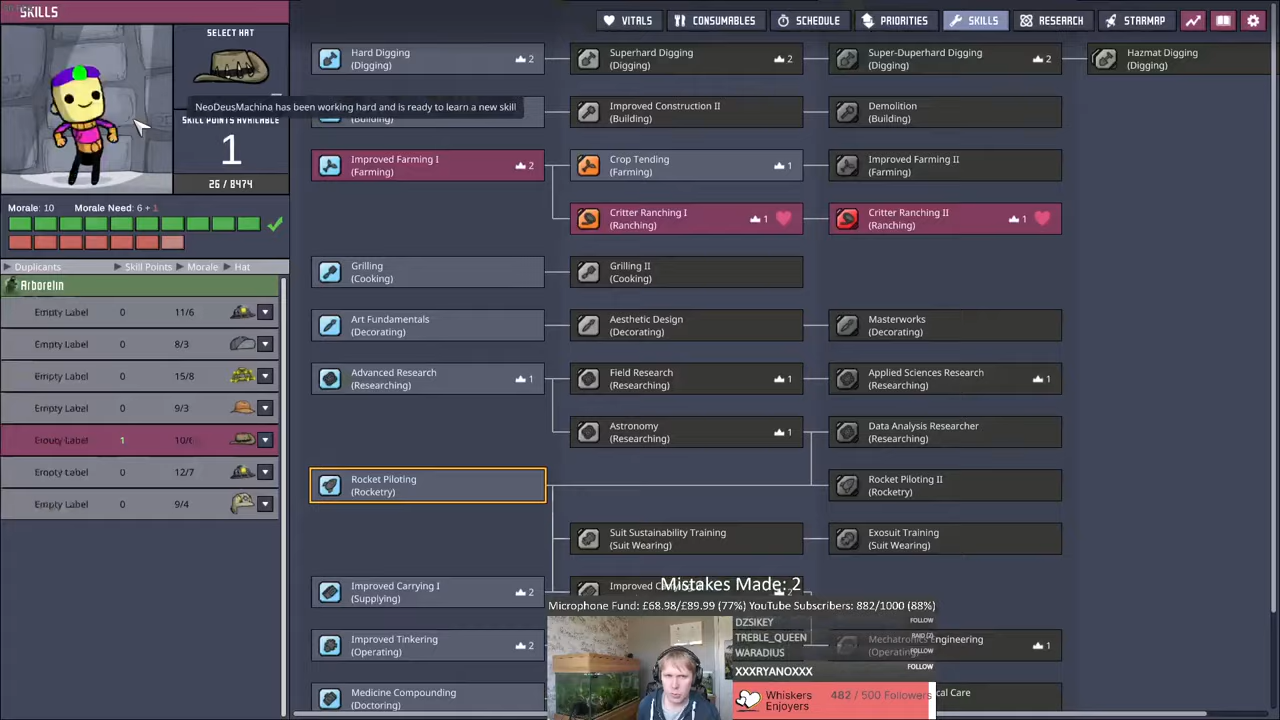 SKILLS
VITALS
CONSUMABLES
SCHEDULE
PRIORITIES
SKILLS
RESEARCH
STARMAP
SELECT HAT
NeoDeusMachina has been working hard and is ready to learn a new skill
SKILL POINTS AVAILABLE
1
26 / 8474
Morale: 10 Morale Need: 6 + 1
Duplicants Skill Points Morale Hat
Arborelin
Empty Label 0 11/6
Empty Label 0 8/3
Empty Label 0 15/8
Empty Label 0 9/3
Label 1 10/6
Empty Label 0 12/7
Empty Label 0 9/4
Hard Digging 2
(Digging)
Superhard Digging 2
(Digging)
Super-Duperhard Digging 2
(Digging)
Hazmat Digging
(Digging)
(Building)
Improved Construction II
(Building)
Demolition
(Building)
Improved Farming I 2
(Farming)
Crop Tending 1
(Farming)
Improved Farming II
(Farming)
Critter Ranching I 1
(Ranching)
Critter Ranching II 1
(Ranching)
Grilling
(Cooking)
Grilling II
(Cooking)
Art Fundamentals
(Decorating)
Aesthetic Design
(Decorating)
Masterworks
(Decorating)
Advanced Research 1
(Researching)
Field Research 1
(Researching)
Applied Sciences Research 1
(Researching)
Astronomy 1
(Researching)
Data Analysis Researcher
(Researching)
Rocket Piloting
(Rocketry)
Rocket Piloting II
(Rocketry)
Suit Sustainability Training
(Suit Wearing)
Exosuit Training
(Suit Wearing)
Improved Carrying I 2
(Supplying)
Improved
Mistakes Made: 2
Microphone Fund: £68.98/£89.99 (77%) YouTube Subscribers: 882/1000 (88%)
Improved Tinkering 2
(Operating)
Mechatronics Engineering 1
(Operating)
Medicine Compounding
(Doctoring)
Care
DZSIKEY FOLLOW
TREBLE_QUEEN RAID
WARADIUS FOLLOW
XXXRYANOXXX FOLLOW
Whiskers
Enjoyers
482 / 500 Followers